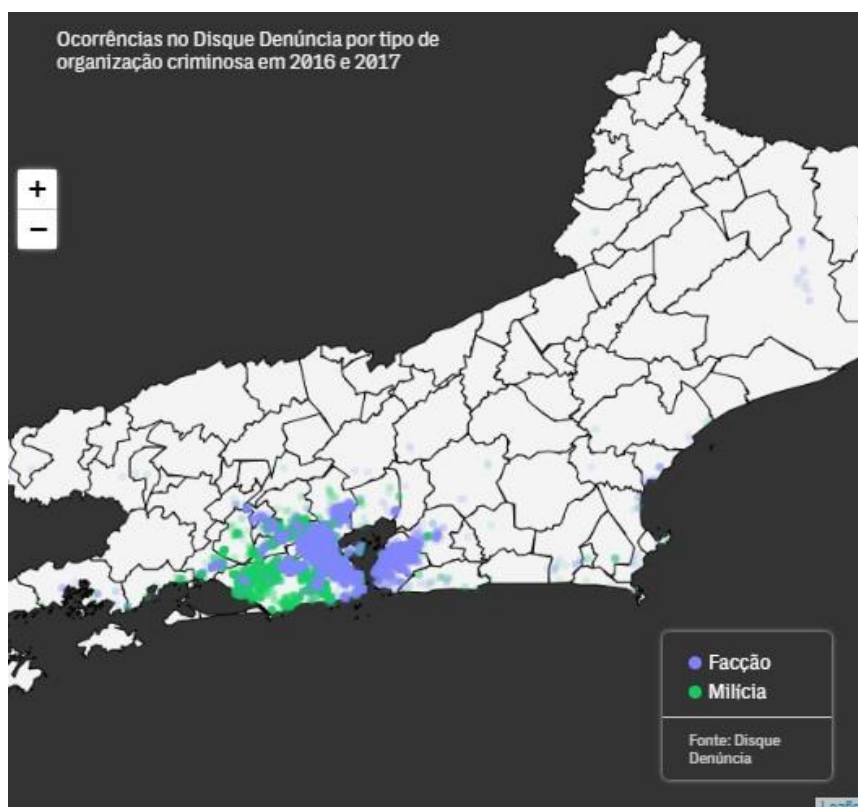 Ocorrências no Disque Denúncia por tipo de
organização criminosa em 2016 e 2017
+
−
Facção
Milícia
Fonte: Disque
Denúncia